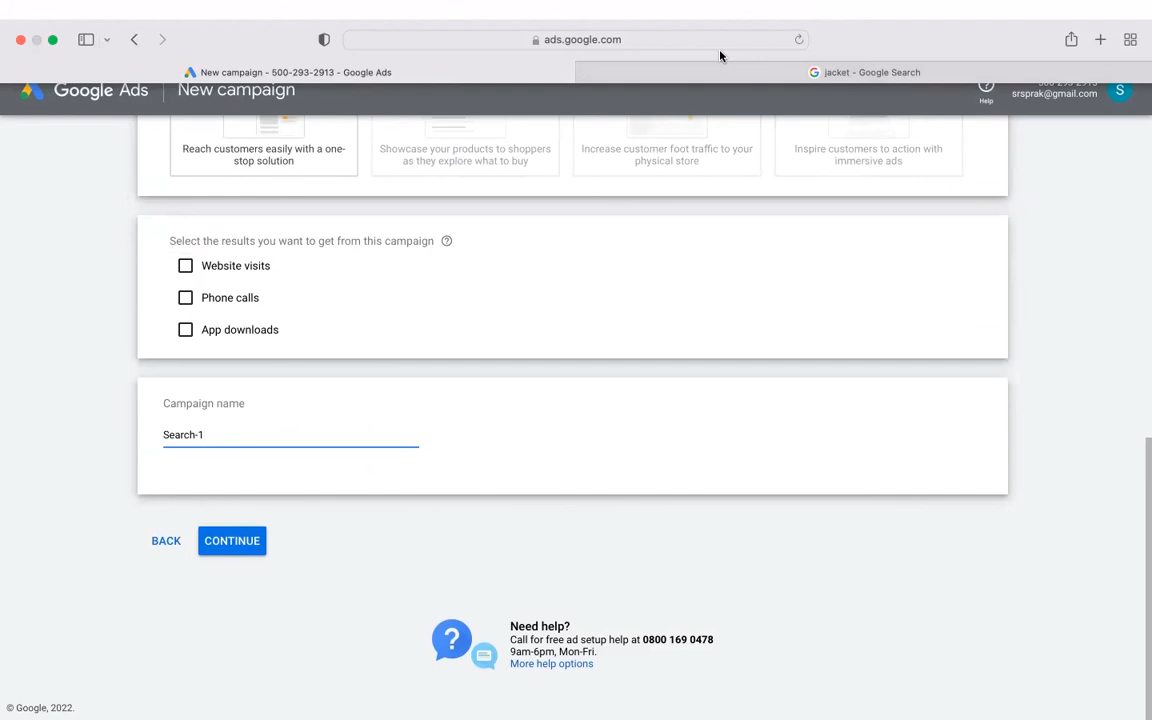 ads.google.com
New campaign - 500-293-2913 - Google Ads
jacket - Google Search
Google Ads
New campaign
Help
500-293-2913
srsprak@gmail.com
S
Reach customers easily with a one-
stop solution
Showcase your products to shoppers
as they explore what to buy
Increase customer foot traffic to your
physical store
Inspire customers to action with
immersive ads
Select the results you want to get from this campaign
Website visits
Phone calls
App downloads
Campaign name
Search-1
BACK
CONTINUE
Need help?
Call for free ad setup help at 0800 169 0478
9am-6pm, Mon-Fri.
More help options
© Google, 2022.